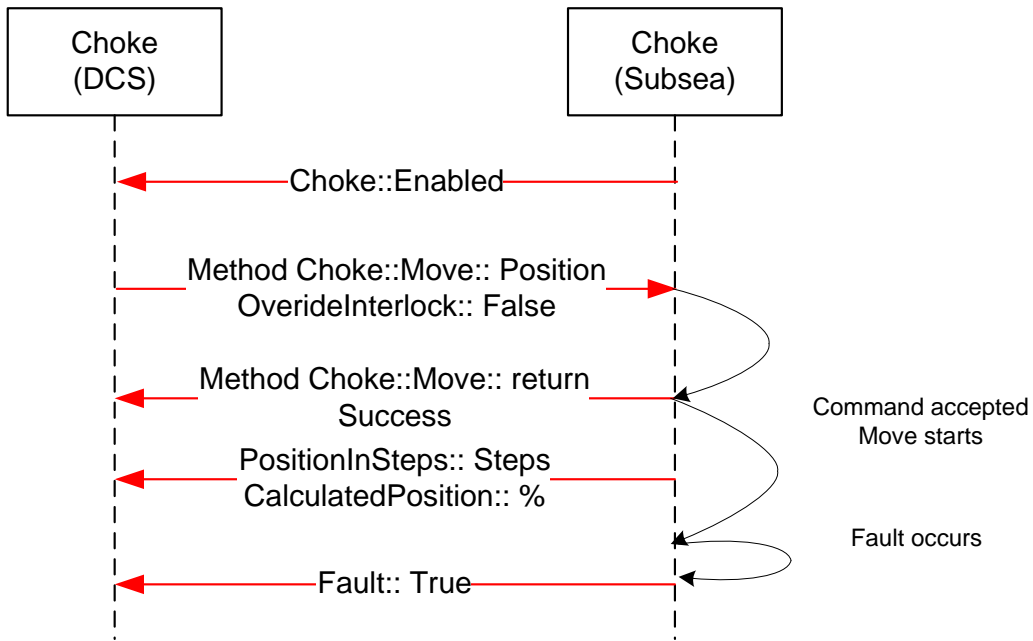 Choke
(DCS)
Choke
(Subsea)
Choke::Enabled
Method Choke::Move:: Position
OverideInterlock:: False
Method Choke::Move:: return
Success
Command accepted
Move starts
PositionInSteps:: Steps
CalculatedPosition:: %
Fault occurs
Fault:: True